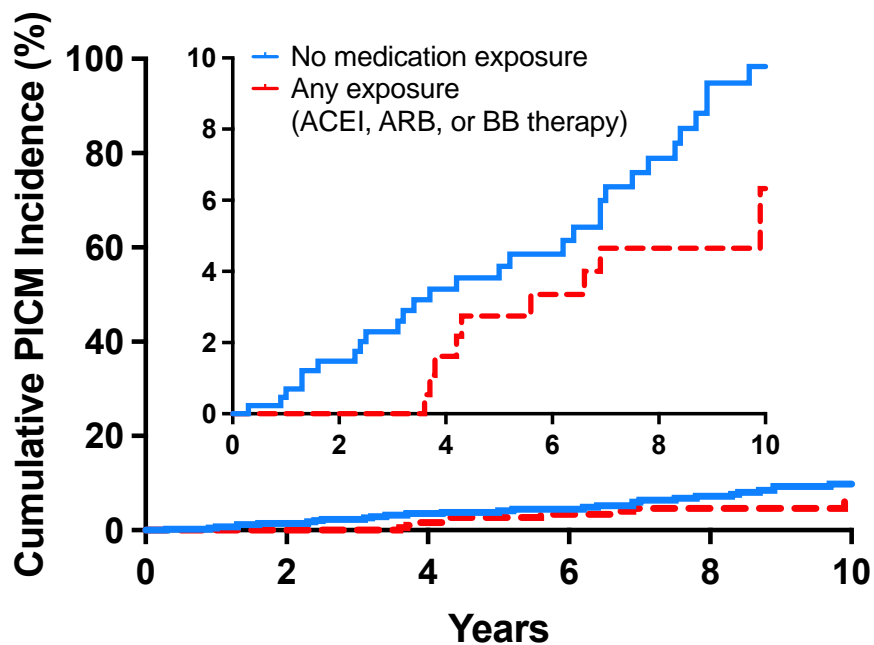 Cumulative PICM Incidence (%)
100
80
60
40
20
0
10
8
6
4
2
0
No medication exposure
Any exposure
(ACEI, ARB, or BB therapy)
0 2 4 6 8 10
0 2 4 6 8 10
Years